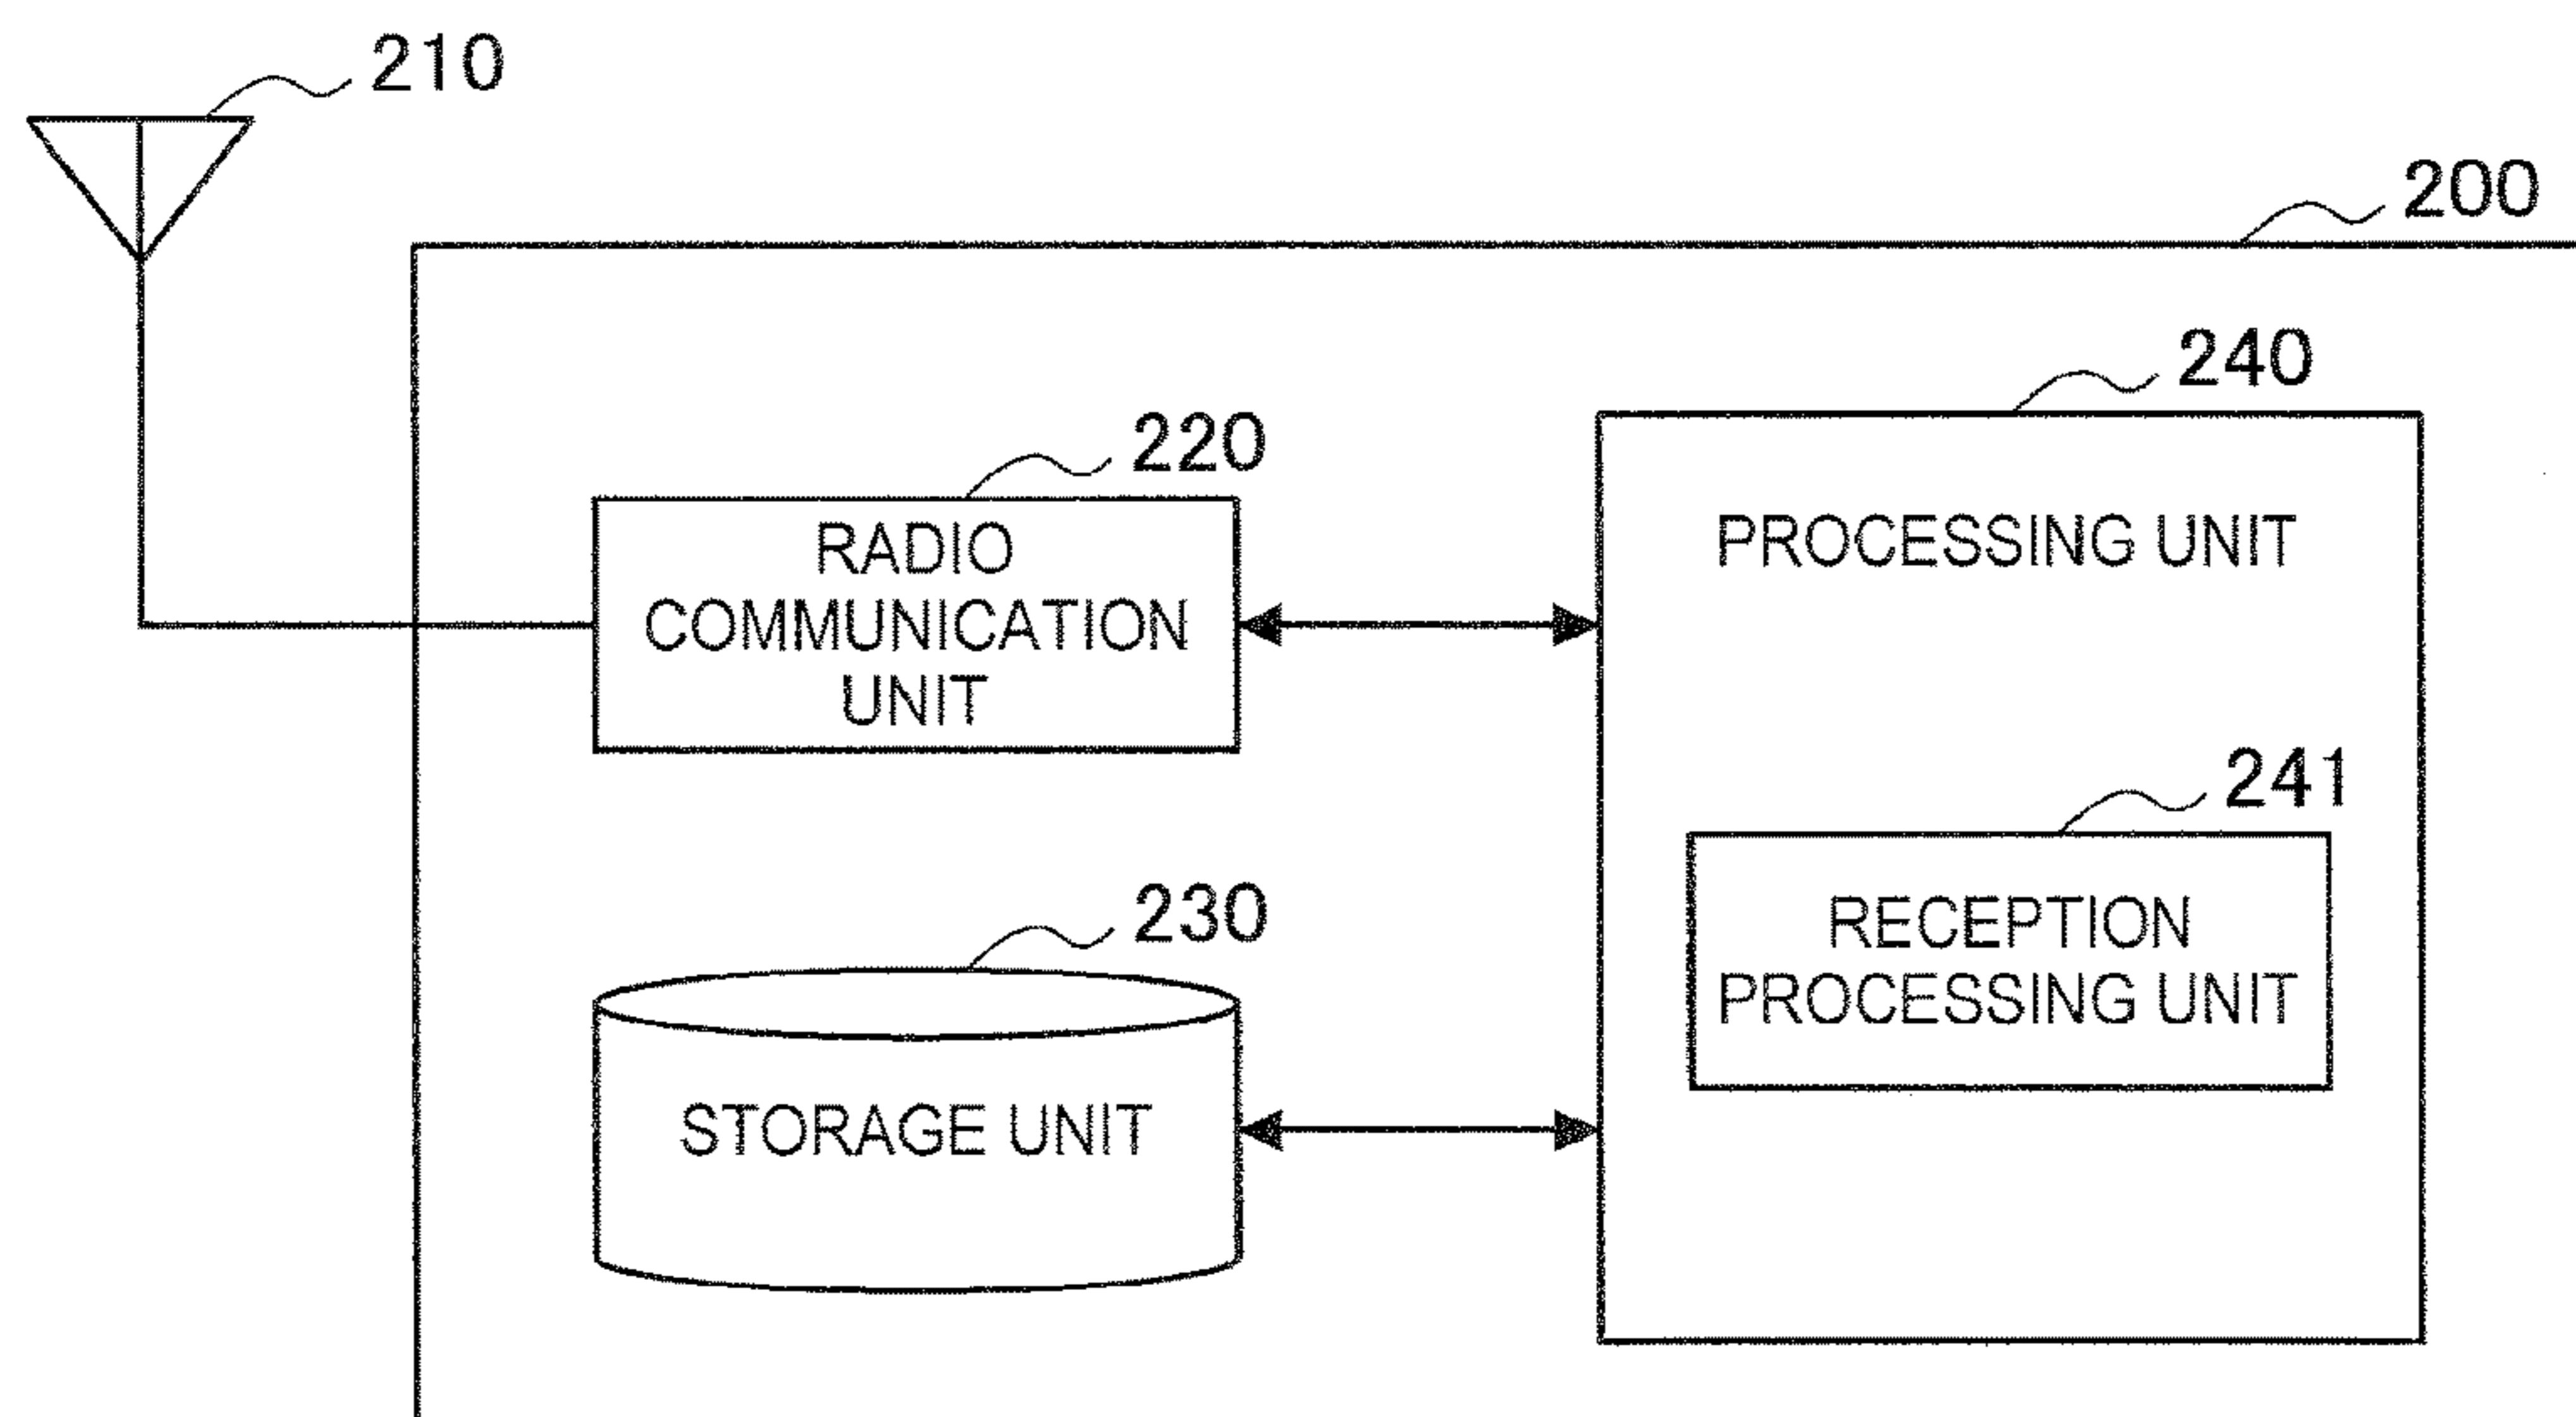 210
200
240
220
RADIO
COMMUNICATION
UNIT
PROCESSING UNIT
241
RECEPTION
PROCESSING UNIT
230
STORAGE UNIT